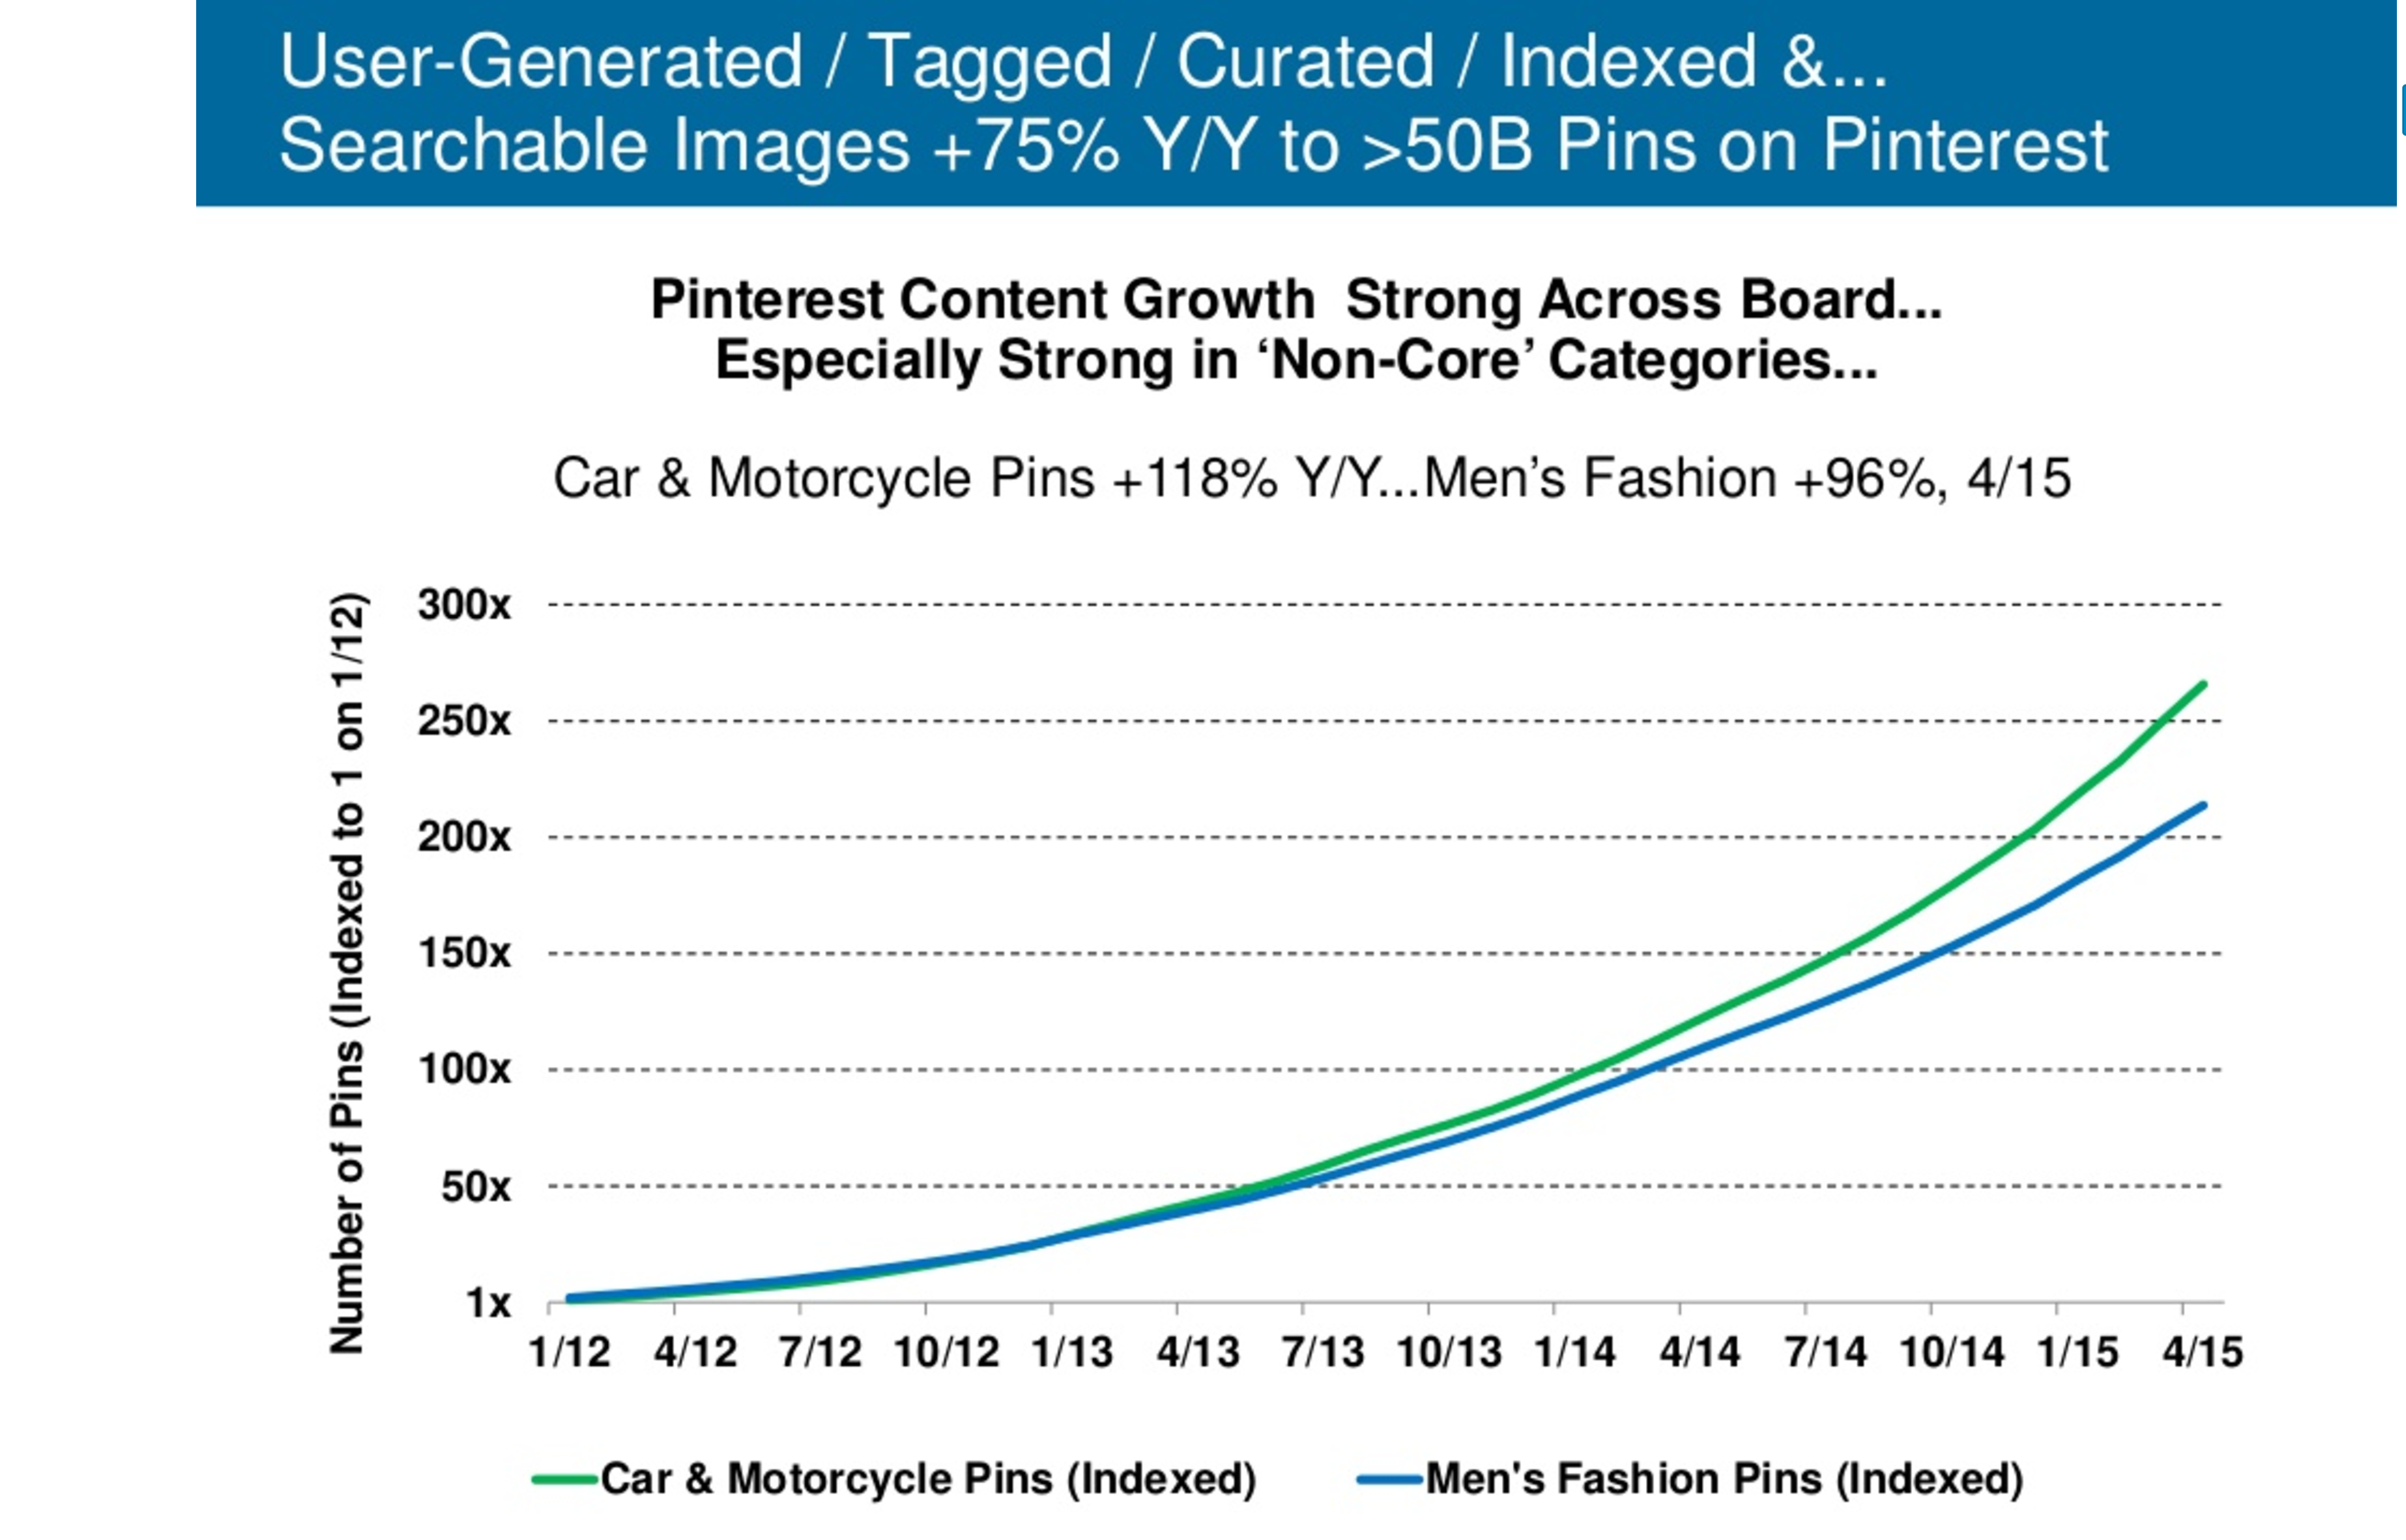 User-Generated / Tagged / Curated / Indexed &...
Searchable Images +75% Y/Y to >50B Pins on Pinterest
Pinterest Content Growth  Strong Across Board...
Especially Strong in ‘Non-Core’ Categories...
Car & Motorcycle Pins +118% Y/Y...Men’s Fashion +96%, 4/15
Number of Pins (Indexed to 1 on 1/12)
300x
250x
200x
150x
100x
50x
1x
1/12 4/12 7/12 10/12 1/13 4/13 7/13 10/13 1/14 4/14 7/14 10/14 1/15 4/15
Car & Motorcycle Pins (Indexed) Men's Fashion Pins (Indexed)